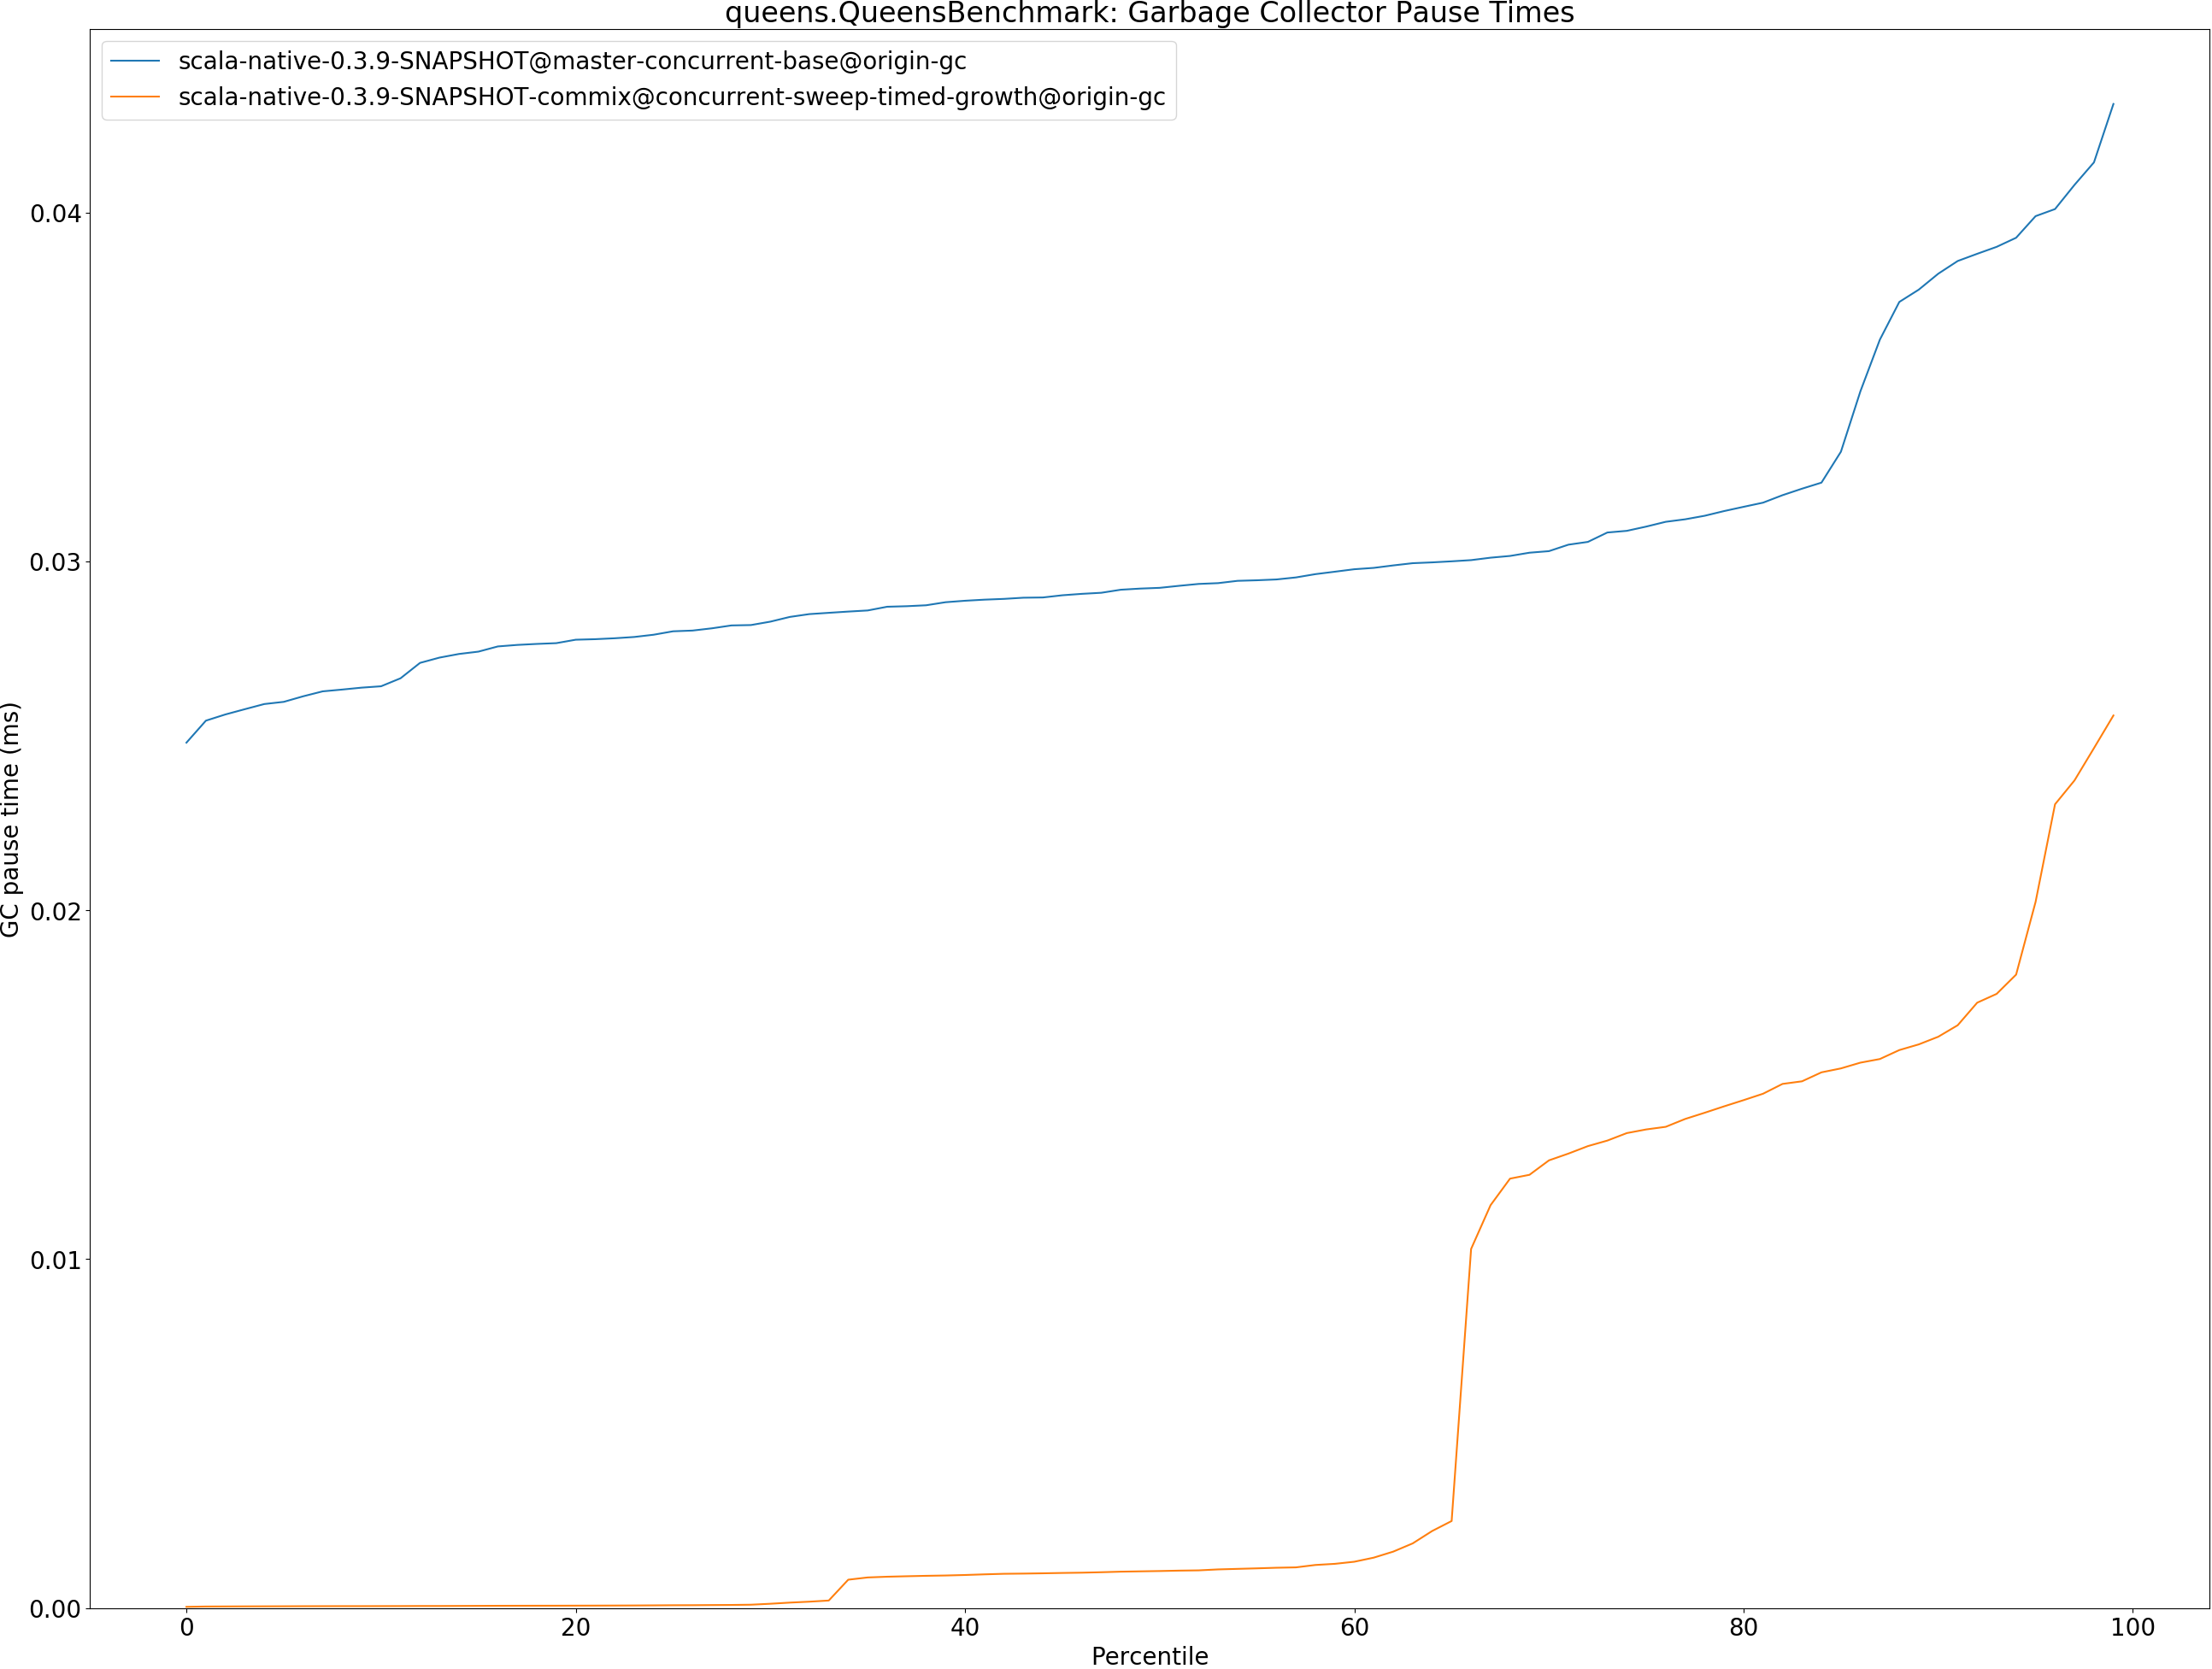 queens.QueensBenchmark: Garbage Collector Pause Times
scala-native-0.3.9-SNAPSHOT@master-concurrent-base@origin-gc
scala-native-0.3.9-SNAPSHOT-commix@concurrent-sweep-timed-growth@origin-gc
GC pause time (ms)
0.04
0.03
0.02
0.01
0.00
0 20 40 60 80 100
Percentile